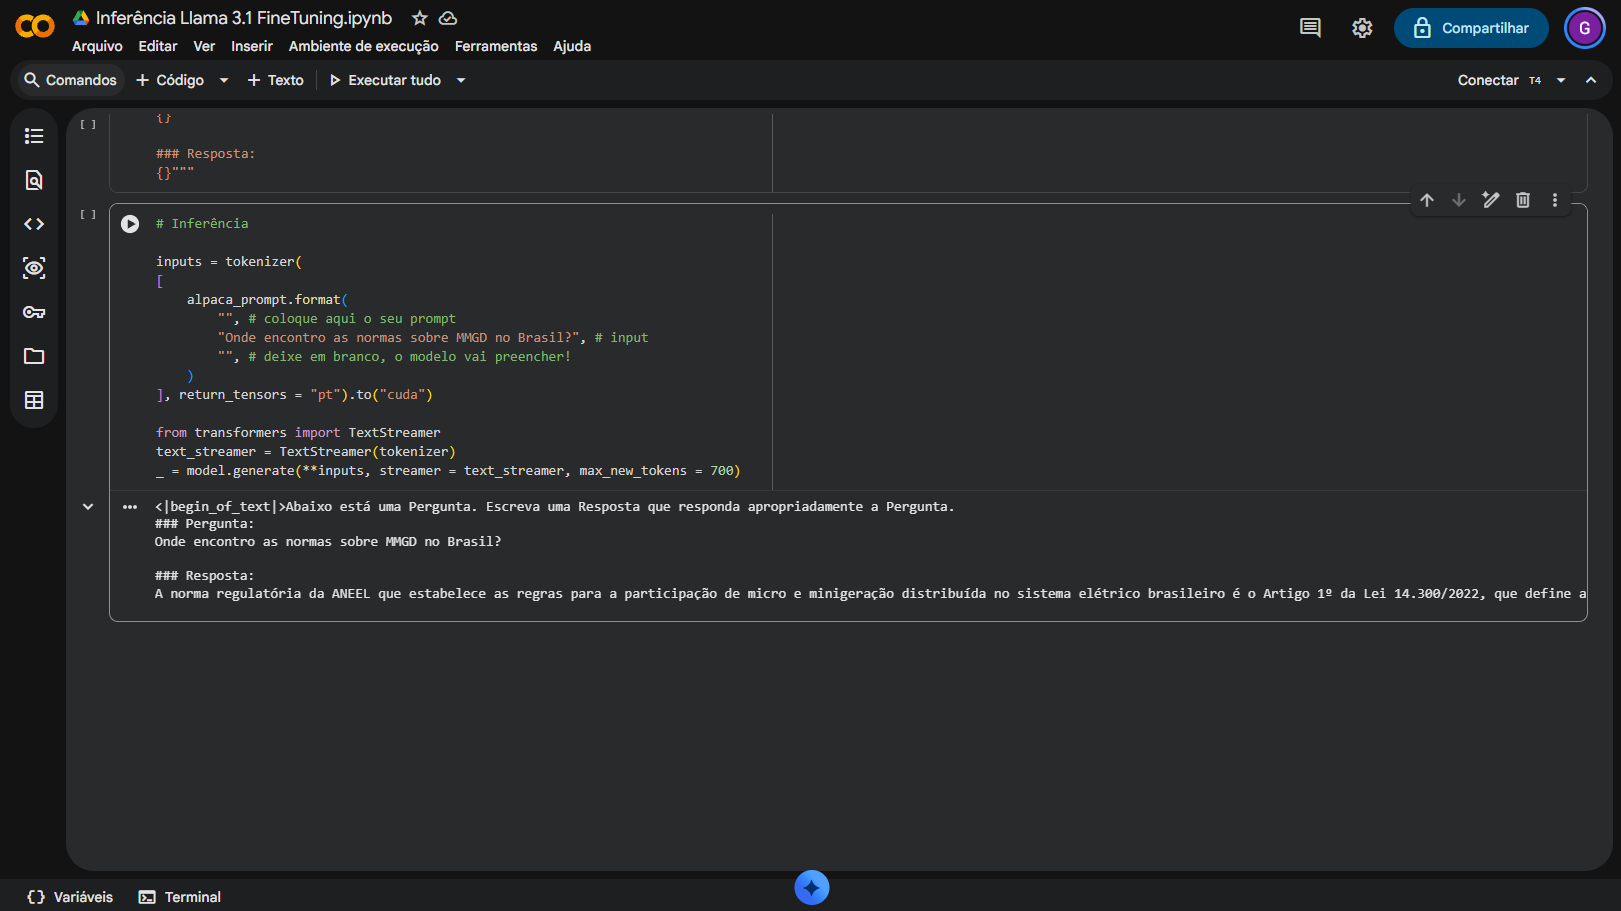 Inferência Llama 3.1 FineTuning.ipynb
Arquivo Editar Ver Inserir Ambiente de execução Ferramentas Ajuda
Compartilhar
G
Comandos + Código + Texto Executar tudo
Conectar T4
[ ]
{}
### Resposta:
{}"""
[ ]
# Inferência
inputs = tokenizer(
[
alpaca_prompt.format(
"", # coloque aqui o seu prompt
"Onde encontro as normas sobre MMGD no Brasil?", # input
"", # deixe em branco, o modelo vai preencher!
)
], return_tensors = "pt").to("cuda")
from transformers import TextStreamer
text_streamer = TextStreamer(tokenizer)
_ = model.generate(**inputs, streamer = text_streamer, max_new_tokens = 700)
<|begin_of_text|>Abaixo está uma Pergunta. Escreva uma Resposta que responda apropriadamente a Pergunta.
### Pergunta:
Onde encontro as normas sobre MMGD no Brasil?
### Resposta:
A norma regulatória da ANEEL que estabelece as regras para a participação de micro e minigeração distribuída no sistema elétrico brasileiro é o Artigo 1º da Lei 14.300/2022, que define a
{} Variáveis Terminal